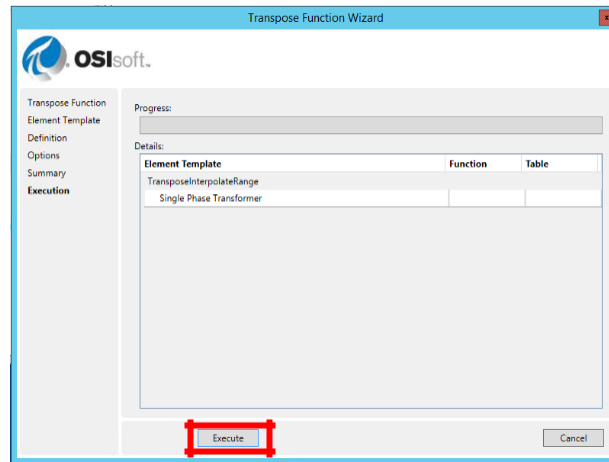 Transpose Function Wizard
x
OSIsoft.
Transpose Function
Element Template
Definition
Options
Summary
Execution
Progress:
Details:
Element Template Function Table
TransposeInterpolateRange
Single Phase Transformer
Execute Cancel